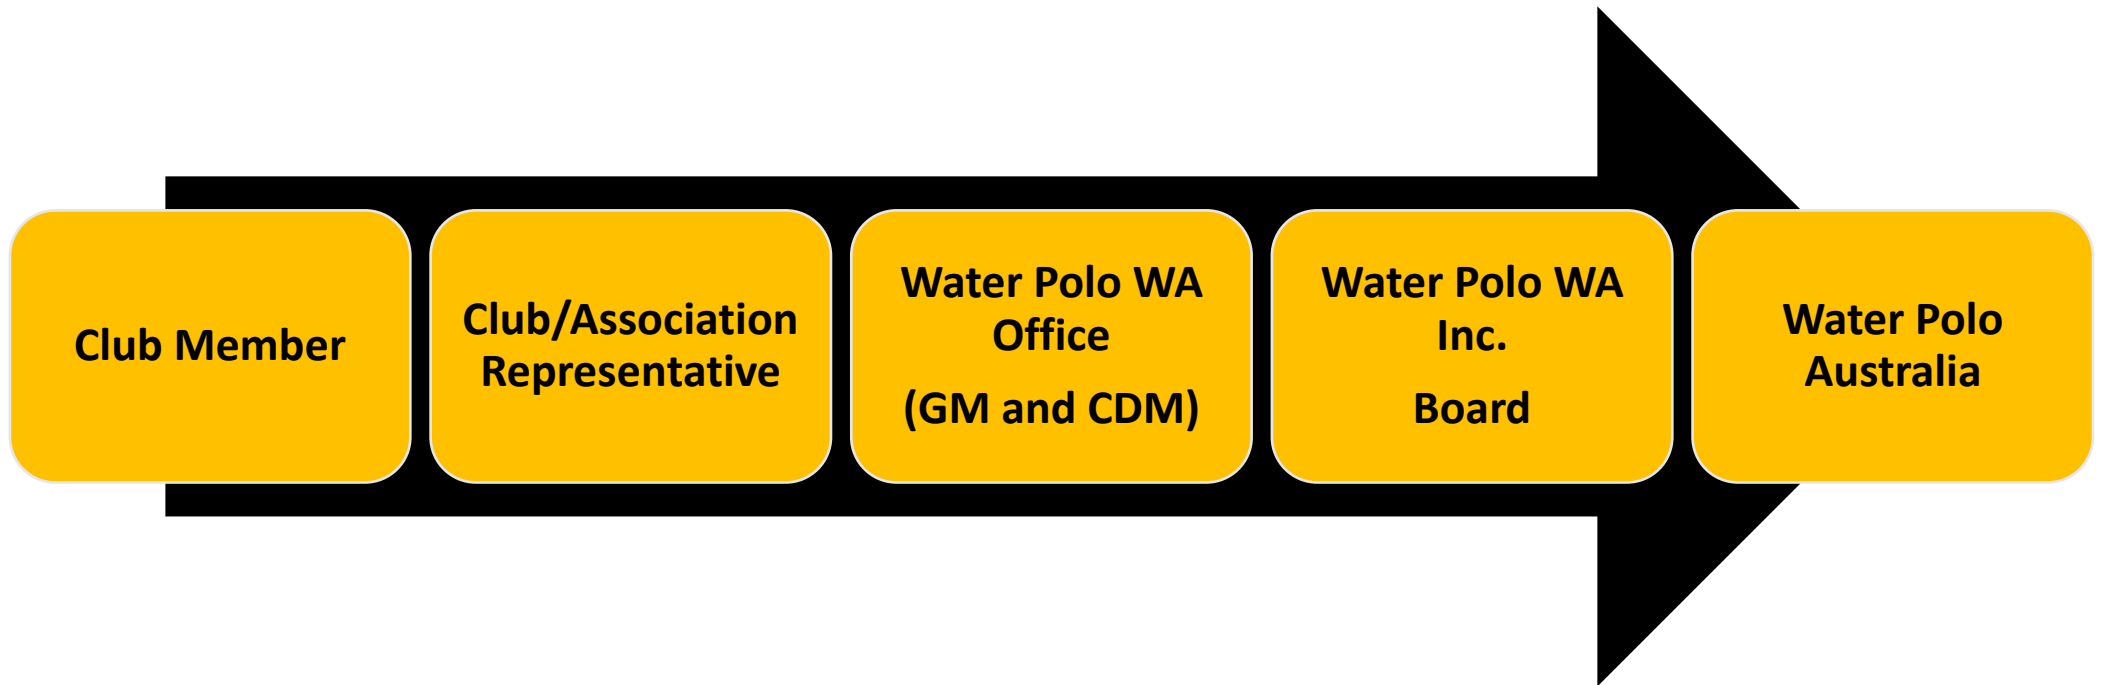 Club Member
Club/Association
Representative
Water Polo WA
Office
(GM and CDM)
Water Polo WA
Inc.
Board
Water Polo
Australia